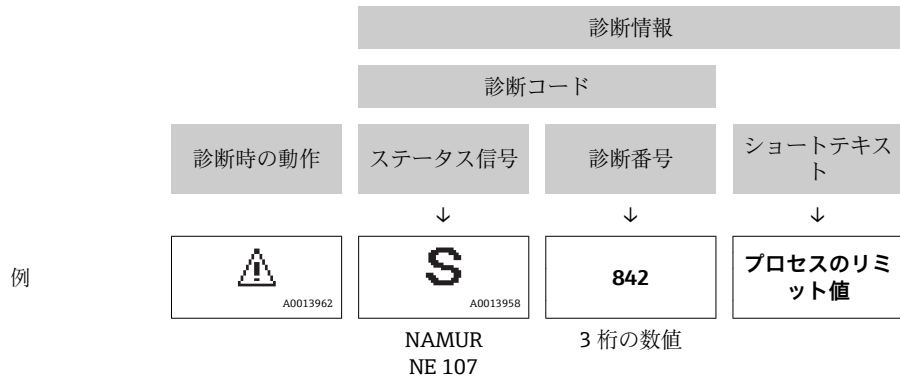 診断情報
診断コード
診断時の動作 ステータス信号 診断番号 ショートテキス
ト
↓ ↓ ↓
例
A0013962
S
A0013958
842
プロセスのリミ
ット値
NAMUR
NE 107
3 桁の数値